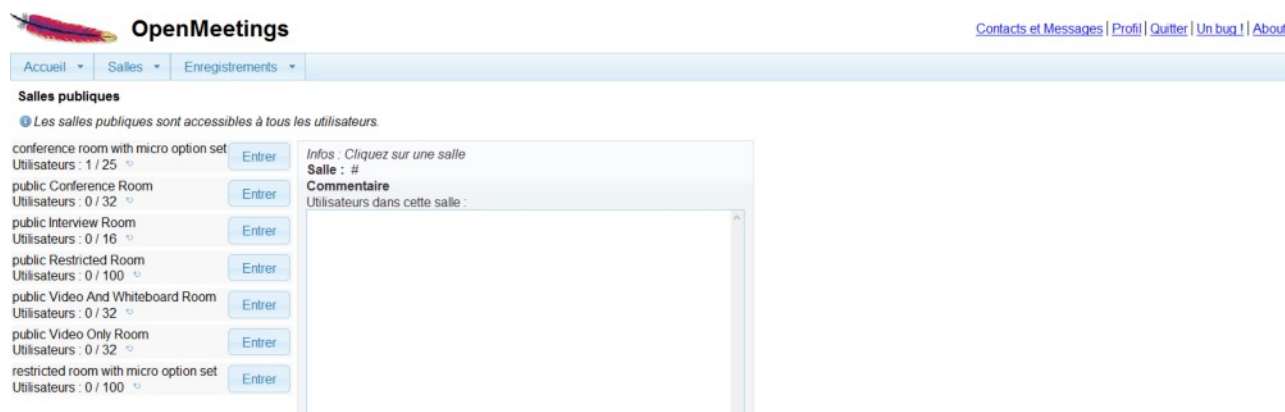 OpenMeetings
Contacts et Messages | Profil | Quitter | Un bug ! | About
Accueil Salles Enregistrements
Salles publiques
Les salles publiques sont accessibles à tous les utilisateurs.
conference room with micro option set
Utilisateurs : 1 / 25
Entrer
public Conference Room
Utilisateurs : 0 / 32
Entrer
public Interview Room
Utilisateurs : 0 / 16
Entrer
public Restricted Room
Utilisateurs : 0 / 100
Entrer
public Video And Whiteboard Room
Utilisateurs : 0 / 32
Entrer
public Video Only Room
Utilisateurs : 0 / 32
Entrer
restricted room with micro option set
Utilisateurs : 0 / 100
Entrer
Infos : Cliquez sur une salle
Salle : #
Commentaire
Utilisateurs dans cette salle :